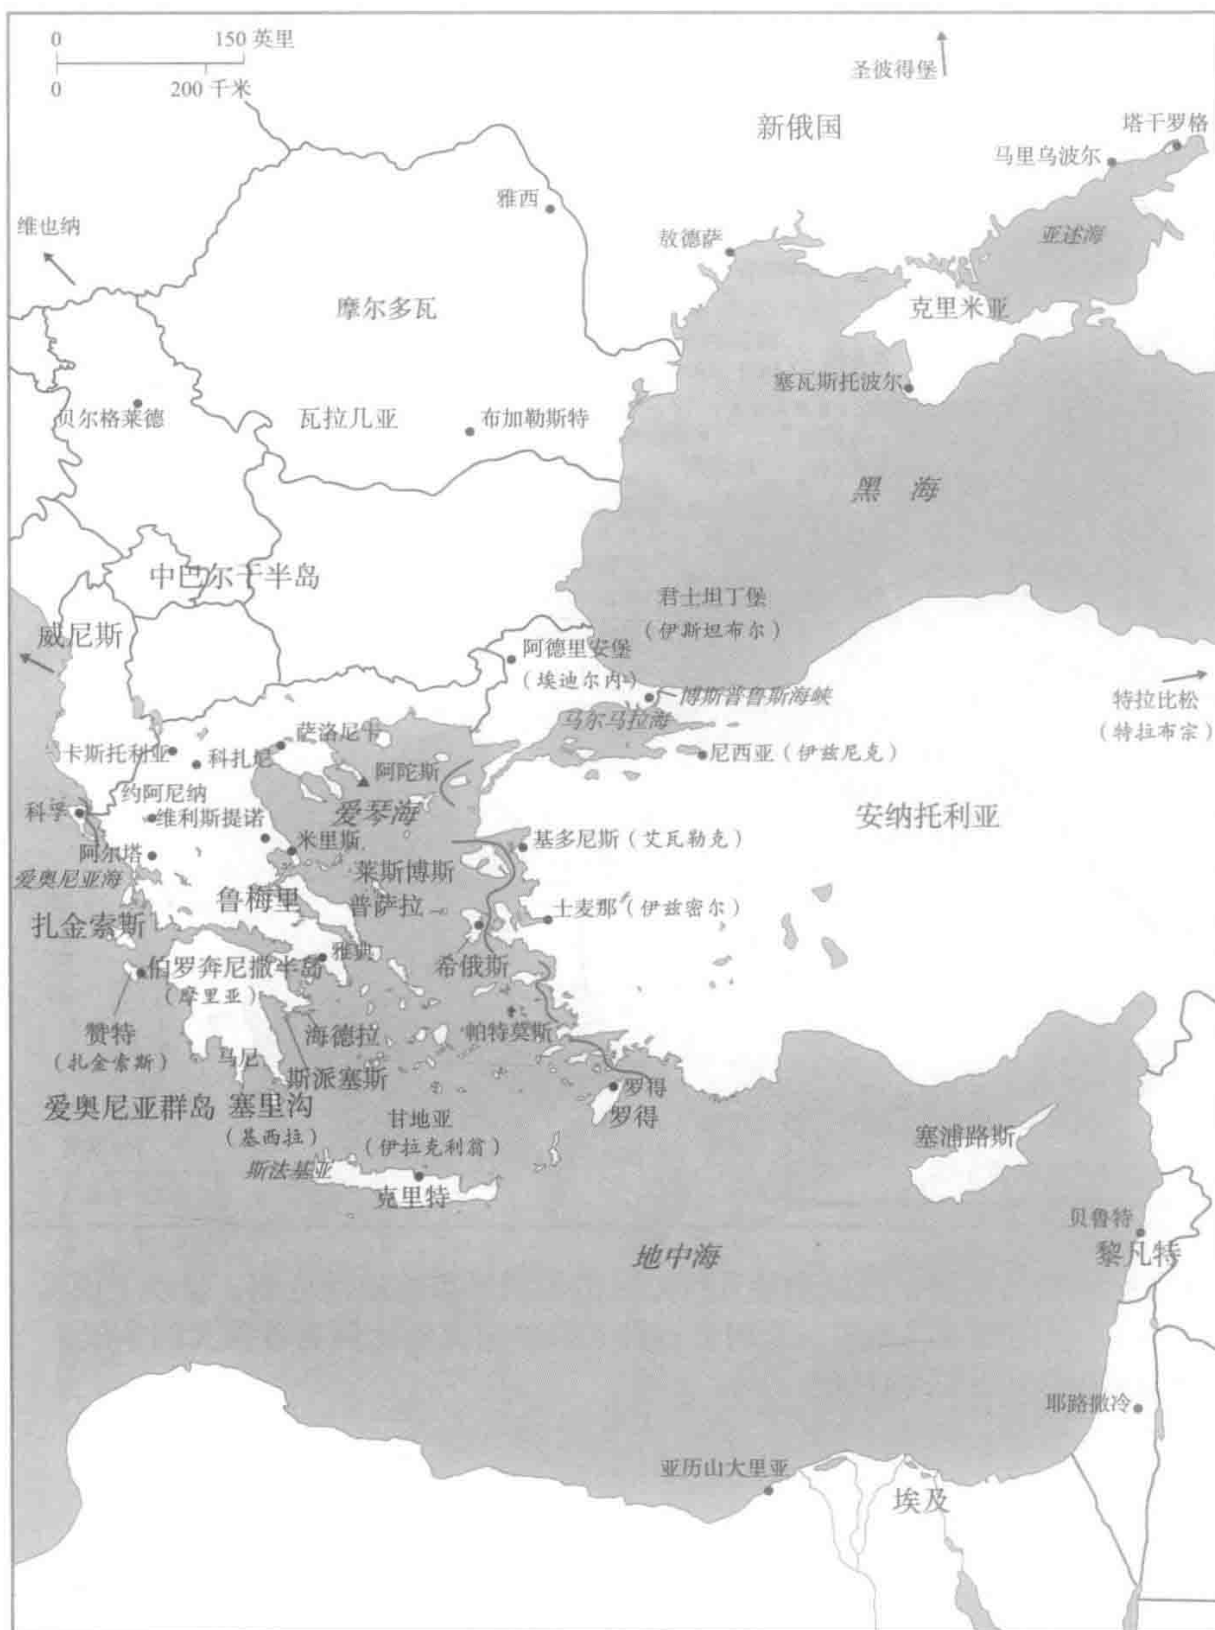 0 150 英里
0 200 千米
圣彼得堡
新俄国
塔干罗格
马里乌波尔
雅西
维也纳
敖德萨
亚述海
摩尔多瓦
克里米亚
塞瓦斯托波尔
贝尔格莱德
瓦拉几亚
布加勒斯特
黑 海
中巴尔干半岛
君士坦丁堡
(伊斯坦布尔)
威尼斯
阿德里安堡
(埃迪尔内)
博斯普鲁斯海峡
特拉比松
(特拉布宗)
马尔马拉海
萨洛尼卡
卡斯托利亚
科扎尼
尼西亚(伊兹尼克)
阿陀斯
约阿尼纳
科孚
维利斯提诺
爱琴海
安纳托利亚
米里斯
基多尼斯(艾瓦勒克)
阿尔塔
爱奥尼亚海
莱斯博斯
鲁梅里
普萨拉
士麦那(伊兹密尔)
扎金索斯
雅典
希俄斯
伯罗奔尼撒半岛
(摩里亚)
赞特
(扎金索斯)
海德拉
帕特莫斯
马尼
斯派塞斯
罗得
罗得
爱奥尼亚群岛
塞里沟
(基西拉)
甘地亚
(伊拉克利翁)
塞浦路斯
斯法基亚
克里特
贝鲁特
地中海
黎凡特
耶路撒冷
亚历山大里亚
埃及